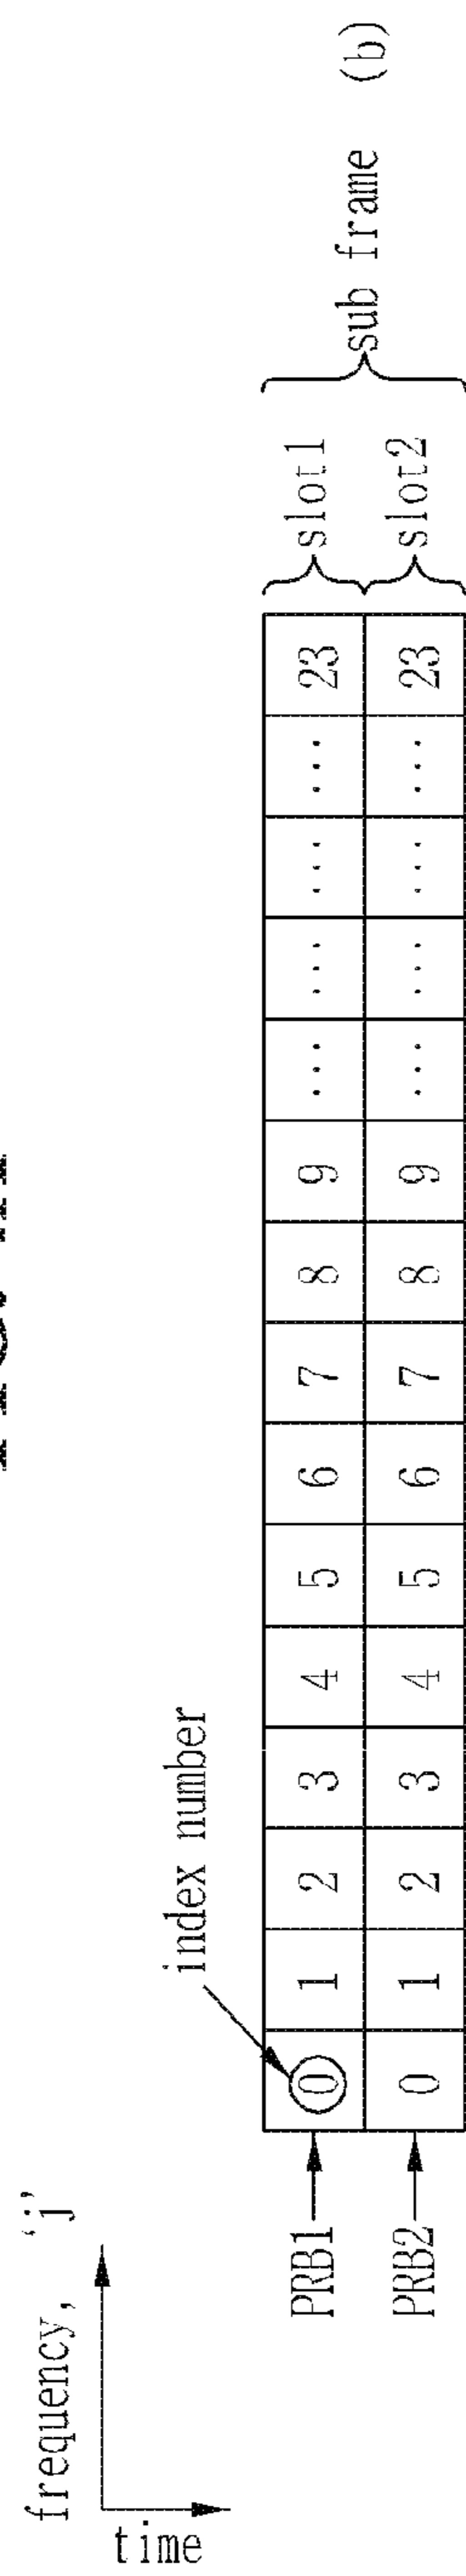 frequency, ‘j’
time
index number
PRB1 0 1 2 3 4 5 6 7 8 9 ... ... ... ... 23 slot1
PRB2 0 1 2 3 4 5 6 7 8 9 ... ... ... ... 23 slot2
sub frame (b)